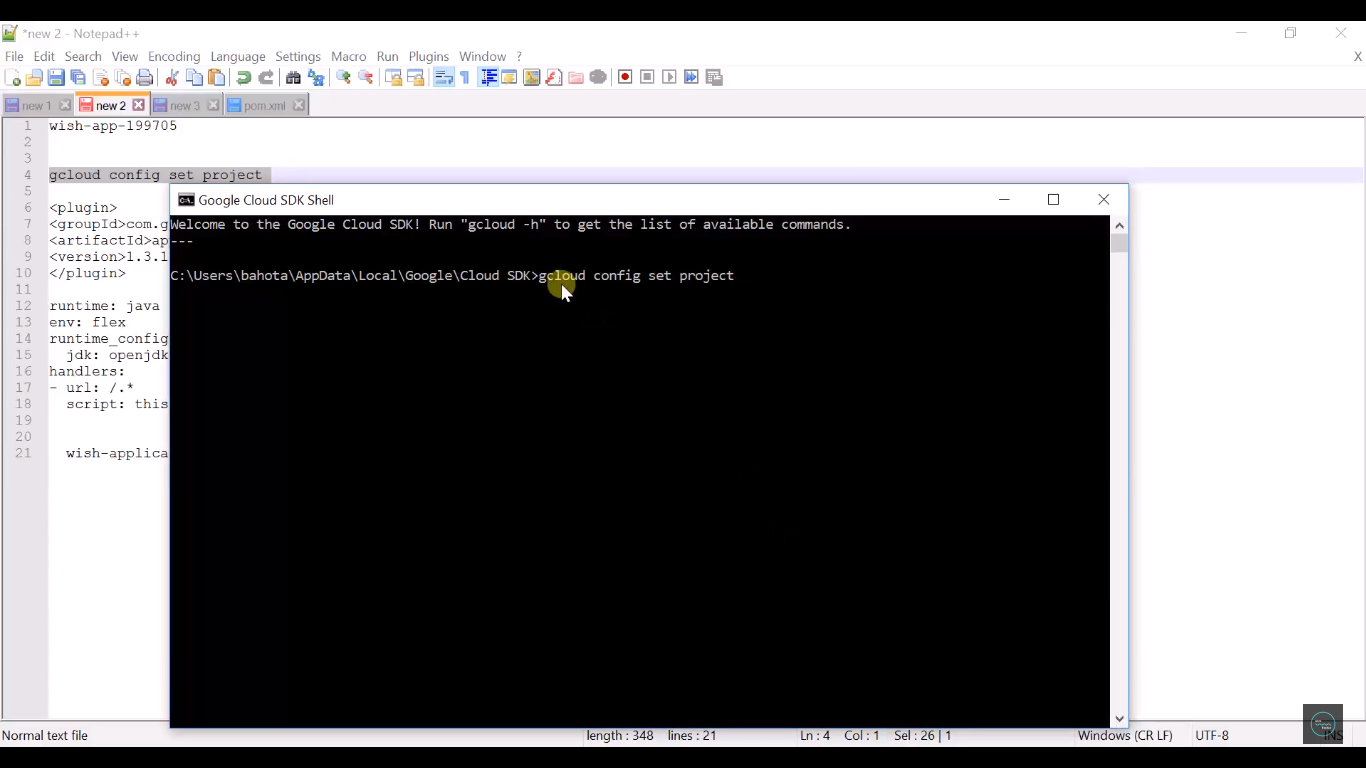 *new 2 - Notepad++
File Edit Search View Encoding Language Settings Macro Run Plugins Window ?
X
new 1
new 2
new 3
pom.xml
1 wish-app-199705
2
3
4 gcloud config set project
5
6 <plugin>
7 <groupId>com.g
8 <artifactId>ap
9 <version>1.3.1
10 </plugin>
11
12 runtime: java
13 env: flex
14 runtime_config
15 jdk: openjdk
16 handlers:
17 - url: /.*
18 script: this
19
20
21 wish-applica
Google Cloud SDK Shell
Welcome to the Google Cloud SDK! Run "gcloud -h" to get the list of available commands.
---
C:\Users\bahota\AppData\Local\Google\Cloud SDK>gcloud config set project
Normal text file length : 348 lines : 21 Ln : 4 Col : 1 Sel : 26 | 1 Windows (CR LF) UTF-8 INS